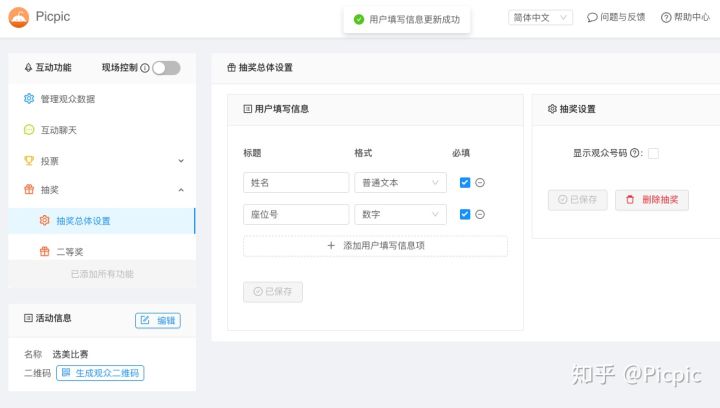 Picpic
用户填写信息更新成功
简体中文
问题与反馈
帮助中心
互动功能
现场控制
管理观众数据
互动聊天
投票
抽奖
抽奖总体设置
二等奖
已添加所有功能
活动信息
编辑
名称 选美比赛
二维码 生成观众二维码
抽奖总体设置
用户填写信息
标题 格式 必填
姓名 普通文本
座位号 数字
添加用户填写信息项
已保存
抽奖设置
显示观众号码 :
已保存
删除抽奖
知乎 @Picpic